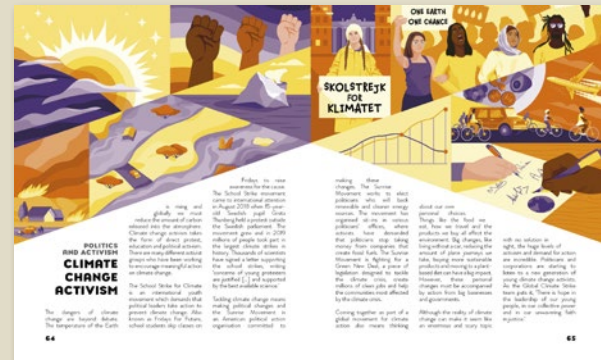 ONE EARTH
ONE CHANCE
SKOLSTREJK
FOR
KLIMATET
POLITICS
AND ACTIVISM
CLIMATE
CHANGE
ACTIVISM
The dangers of climate
change are beyond debate.
The temperature of the Earth
is rising and
globally we must
reduce the amount of carbon
released into the atmosphere.
Climate change activism takes
the form of direct protest,
education and political activism.
There are many different activist
groups who have been working
to encourage meaningful action
on climate change.
The School Strike for Climate
is an international youth
movement which demands that
political leaders take action to
prevent climate change. Also
known as Fridays For Future,
school students skip classes on
Fridays to raise
awareness for the cause.
The School Strike movement
came to international attention
in August 2018 when 15-year-
old Swedish pupil Greta
Thunberg held a protest outside
the Swedish parliament. The
movement grew and in 2019
millions of people took part in
the largest climate strikes in
history. Thousands of scientists
have signed a letter supporting
the school strikes, writing
'concerns of young protesters
are justified [...] and supported
by the best available science'.
Tackling climate change means
making political changes and
the Sunrise Movement is
an American political action
organisation committed to
making these
changes. The Sunrise
Movement works to elect
politicians who will back
renewable and cleaner energy
sources. The movement has
organised sit-ins in various
politicians' offices, where
activists have demanded
that politicians stop taking
money from companies that
create fossil fuels. The Sunrise
Movement is fighting for a
Green New Deal, a piece of
legislation designed to tackle
the climate crisis, create
millions of clean jobs and help
the communities most affected
by the climate crisis.
Coming together as part of a
global movement for climate
action also means thinking
about our own
personal choices.
Things like the food we
eat, how we travel and the
products we buy all affect the
environment. Big changes, like
living without a car, reducing the
amount of plane journeys we
take, buying more sustainable
products and moving to a plant-
based diet can have a big impact.
However, these personal
changes must be accompanied
by action from big businesses
and governments.
Although the reality of climate
change can make it seem like
an enormous and scary topic
with no solution in
sight, the huge levels of
activism and demand for action
are incredible. Politicians and
corporations are starting to
listen to a new generation of
young climate change activists.
As the Global Climate Strike
team puts it, 'There is hope in
the leadership of our young
people, in our collective power
and in our unwavering faith
in justice.'
64
65